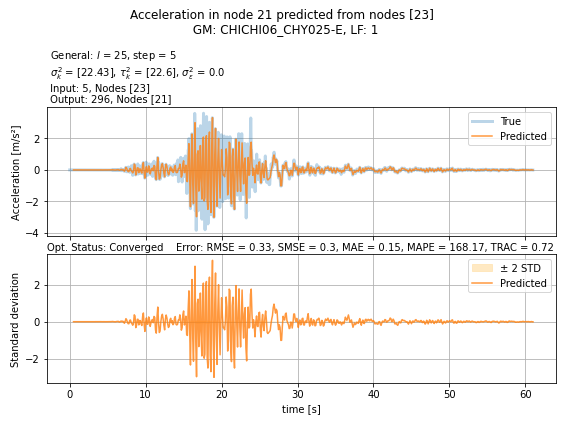 Acceleration in node 21 predicted from nodes [23]
GM: CHICHI06_CHY025-E, LF: 1
General: l = 25, step = 5
σ²ₖ = [22.43], τ²ₖ = [22.6], σ²ₑ = 0.0
Input: 5, Nodes [23]
Output: 296, Nodes [21]
Acceleration [m/s²]
2
0
−2
−4
True
Predicted
Opt. Status: Converged Error: RMSE = 0.33, SMSE = 0.3, MAE = 0.15, MAPE = 168.17, TRAC = 0.72
Standard deviation
2
0
−2
± 2 STD
Predicted
0 10 20 30 40 50 60
time [s]